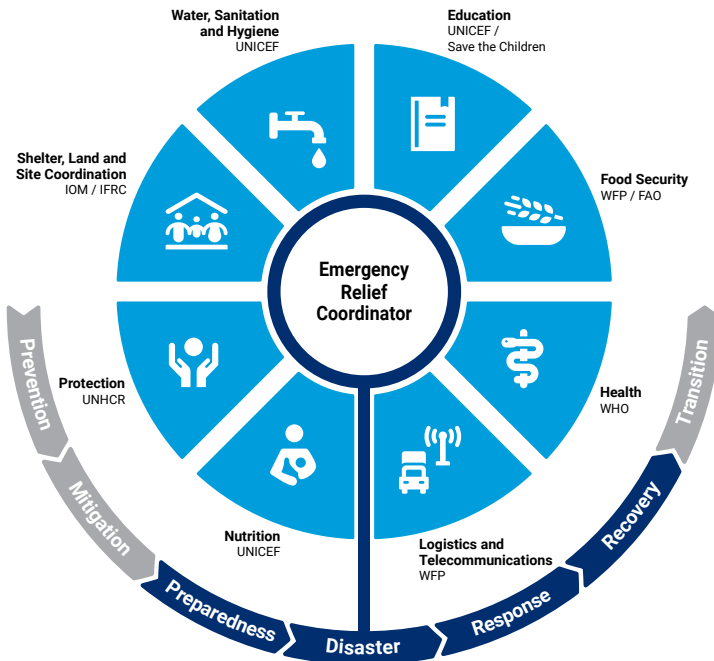 Water, Sanitation
and Hygiene
UNICEF
Education
UNICEF /
Save the Children
Shelter, Land and
Site Coordination
IOM / IFRC
Food Security
WFP / FAO
Emergency
Relief
Coordinator
Protection
UNHCR
Health
WHO
Nutrition
UNICEF
Logistics and
Telecommunications
WFP
Prevention
Mitigation
Preparedness
Disaster
Response
Recovery
Transition